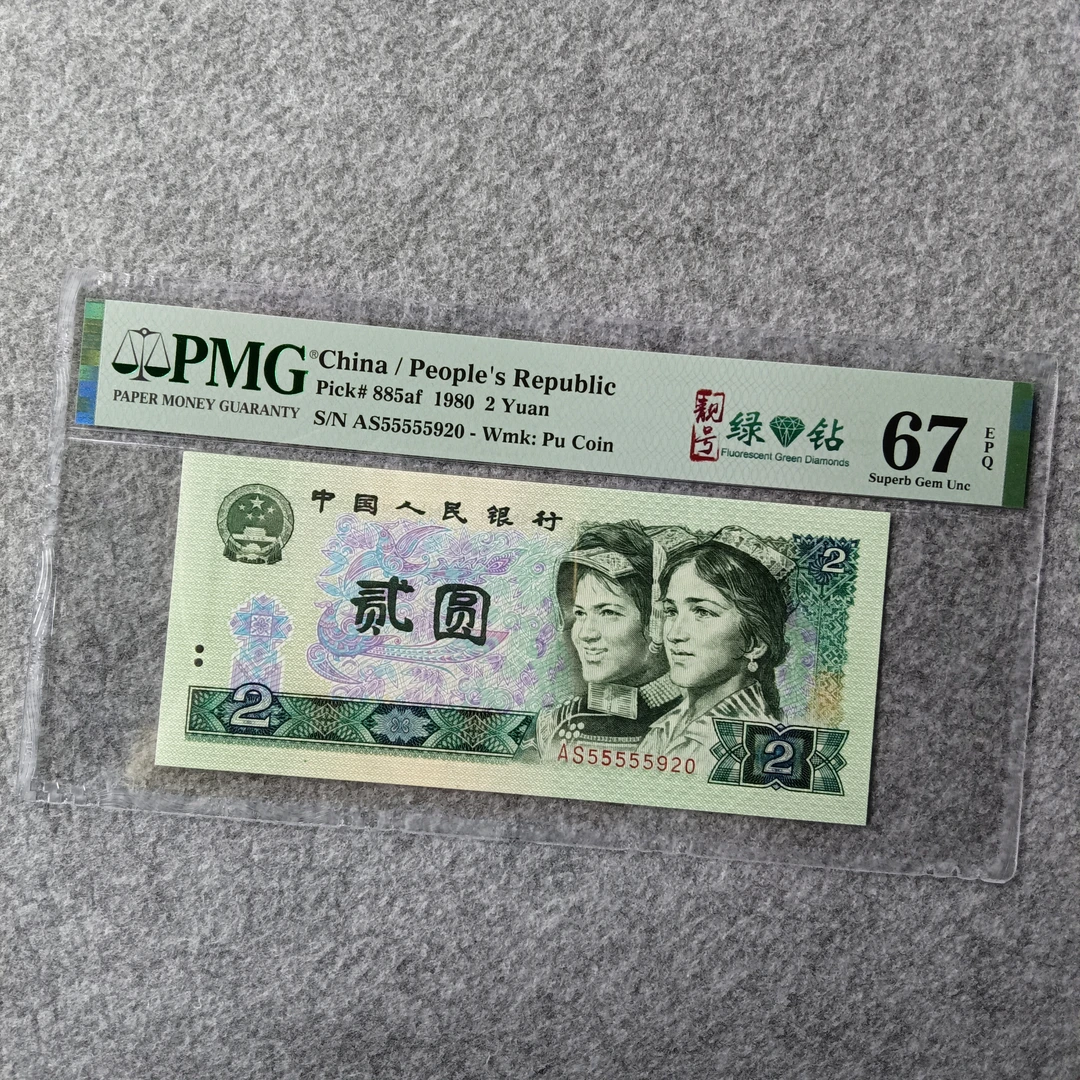 PMG®
PAPER MONEY GUARANTY
China / People's Republic
Pick# 885af 1980 2 Yuan
S/N AS55555920 - Wmk: Pu Coin
靓号
绿钻
Fluorescent Green Diamonds
67
Superb Gem Unc
EPQ
中国人民银行
贰圆
2
2
AS55555920
2